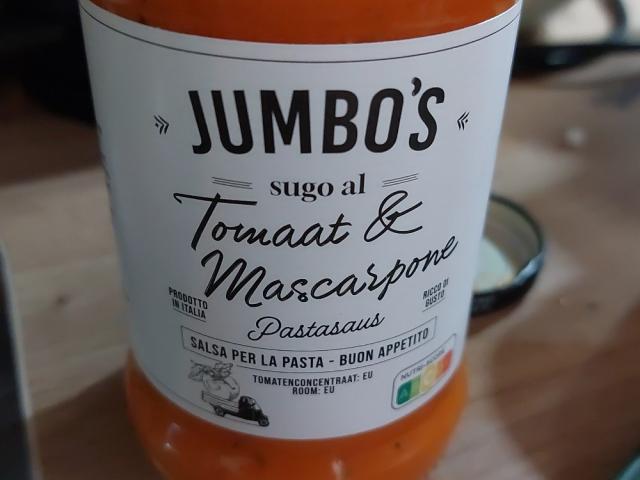 JUMBO'S
sugo al
Tomaat &
Mascarpone
PRODOTTO
IN ITALIA
RICCO DI
GUSTO
Pastasaus
SALSA PER LA PASTA - BUON APPETITO
TOMATENCONCENTRAAT: EU
ROOM: EU
NUTRI-SCORE